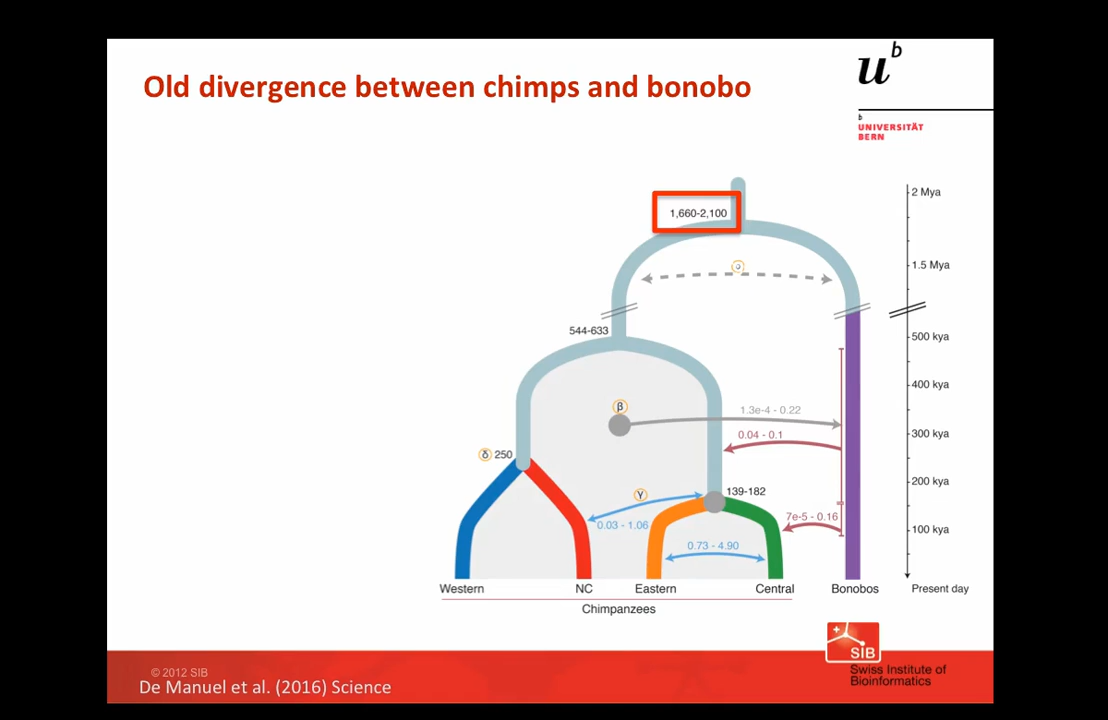 Old divergence between chimps and bonobo
u b
b
UNIVERSITÄT
BERN
2 Mya
1,660-2,100
1.5 Mya
544-633
500 kya
400 kya
β
1.3e-4 - 0.22
300 kya
0.04 - 0.1
δ 250
200 kya
γ
139-182
7e-5 - 0.16
0.03 - 1.06
100 kya
0.73 - 4.90
Western
NC
Eastern
Central
Bonobos
Present day
Chimpanzees
SIB
© 2012 SIB
Swiss Institute of
Bioinformatics
De Manuel et al. (2016) Science